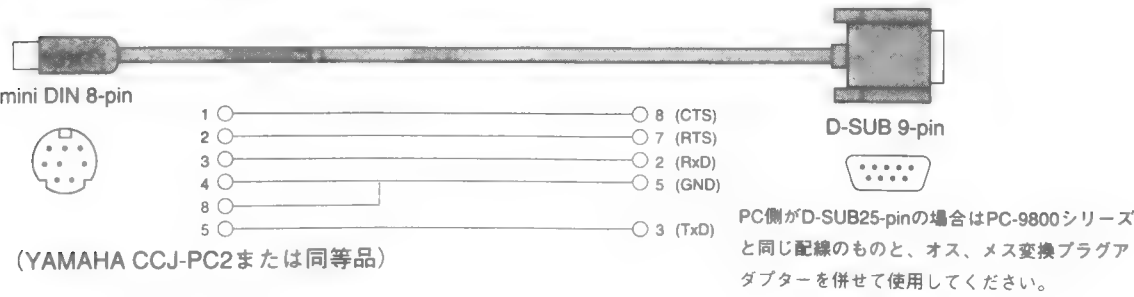 mini DIN 8-pin
D-SUB 9-pin
1 8 (CTS)
2 7 (RTS)
3 2 (RxD)
4 5 (GND)
8
5 3 (TxD)
(YAMAHA CCJ-PC2または同等品)
PC側がD-SUB25-pinの場合はPC-9800シリーズ
と同じ配線のものと、オス、メス変換プラグア
ダプターを併せて使用してください。